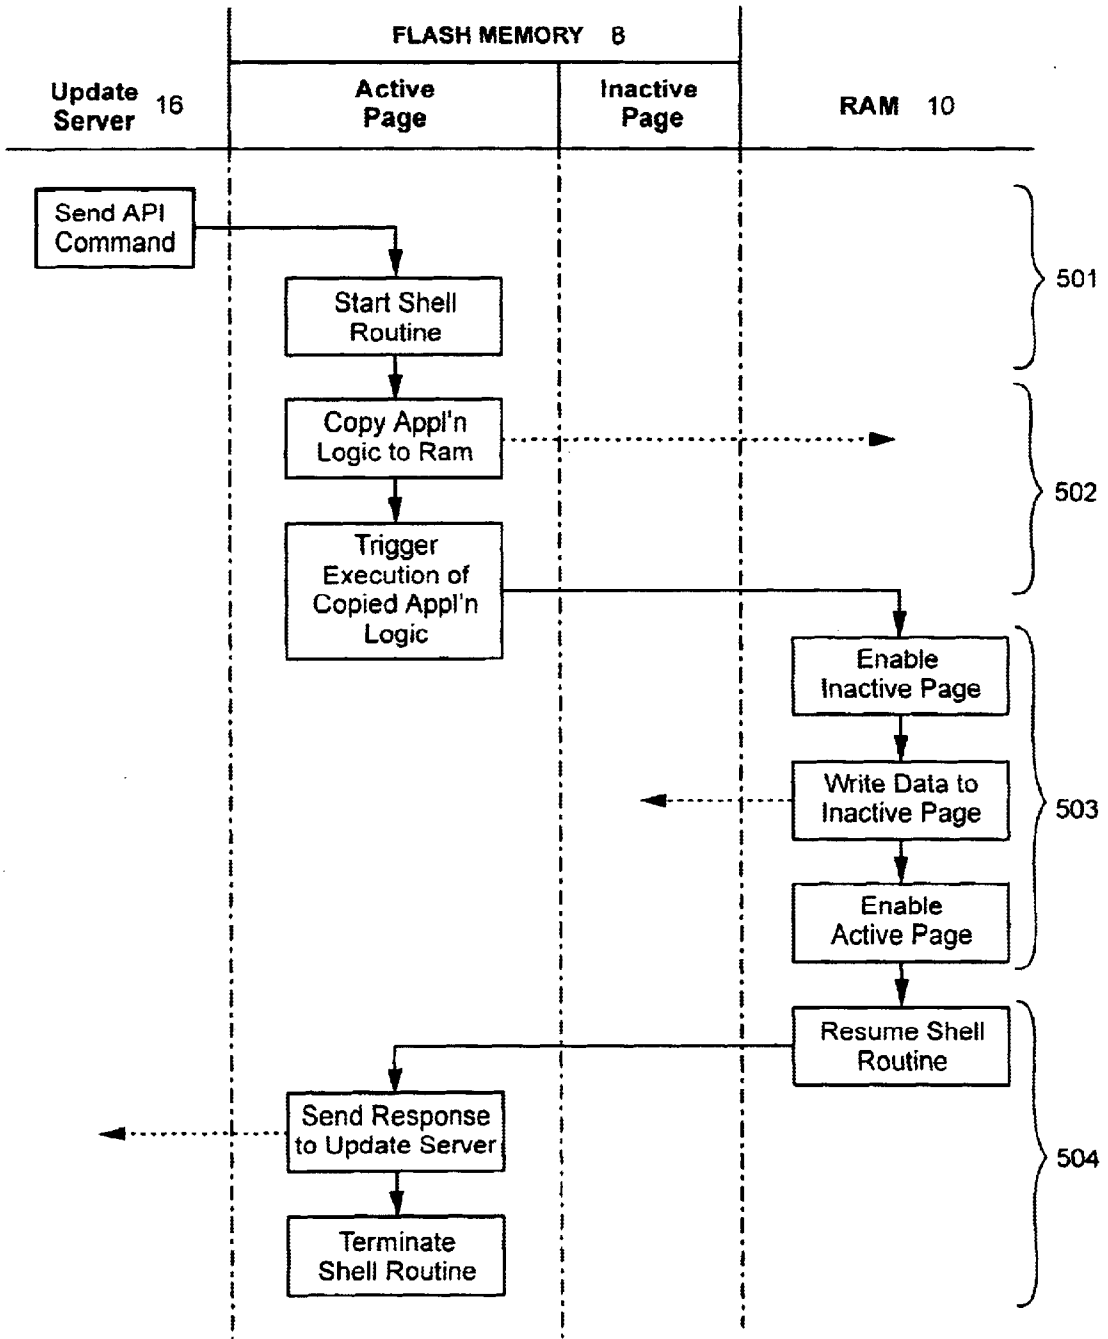 FLASH MEMORY 8
Update
Server 16
Active
Page
Inactive
Page
RAM 10
Send API
Command
501
Start Shell
Routine
Copy Appl'n
Logic to Ram
502
Trigger
Execution of
Copied Appl'n
Logic
Enable
Inactive Page
Write Data to
Inactive Page
503
Enable
Active Page
Resume Shell
Routine
Send Response
to Update Server
504
Terminate
Shell Routine